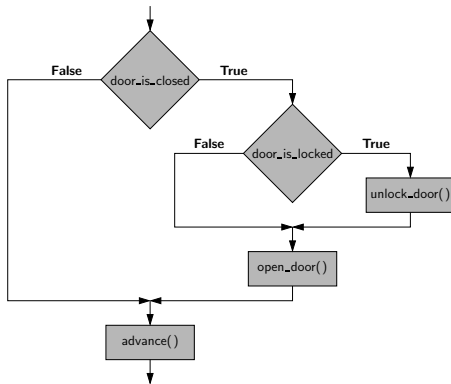 False
door_is_closed
True
False
door_is_locked
True
unlock_door()
open_door()
advance()